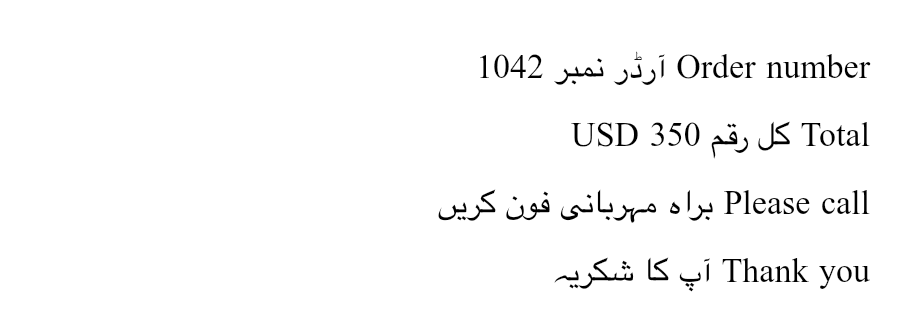 Order number آرڈر نمبر 1042
Total کل رقم 350 USD
Please call براہ مہربانی فون کریں
Thank you آپ کا شکریہ